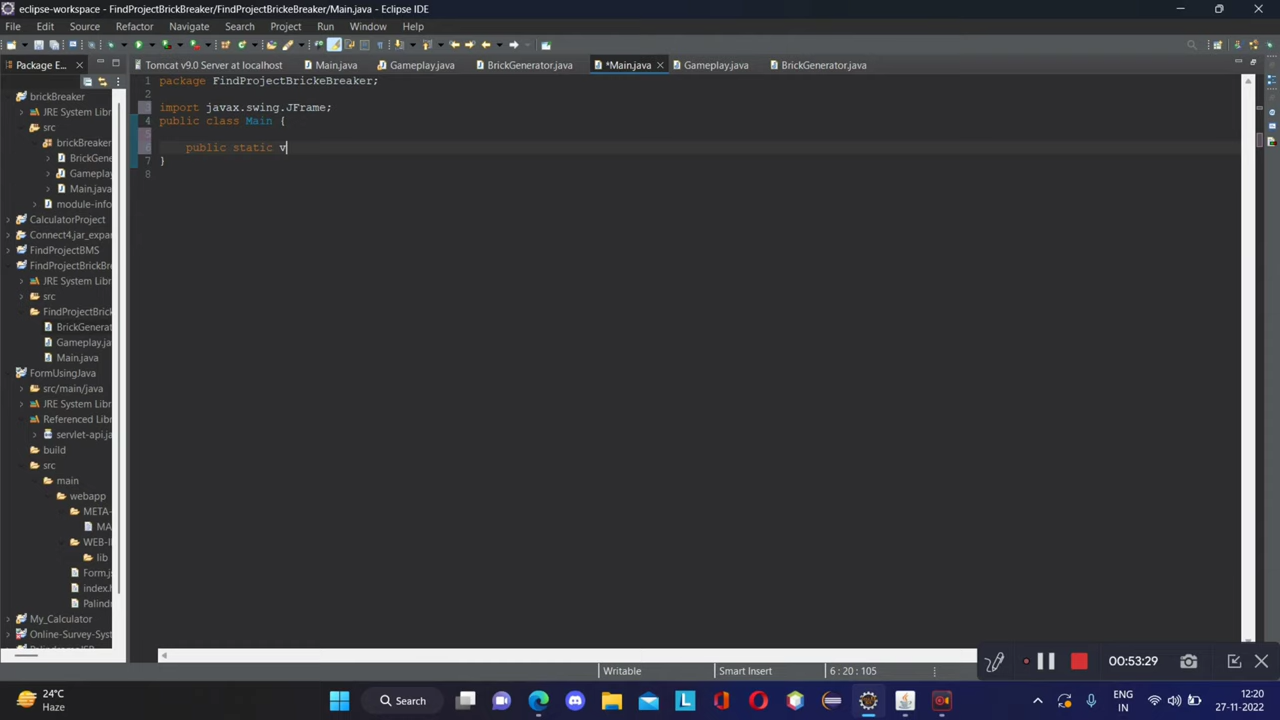 eclipse-workspace - FindProjectBrickBreaker/FindProjectBrickeBreaker/Main.java - Eclipse IDE
File Edit Source Refactor Navigate Search Project Run Window Help
Package E... Tomcat v9.0 Server at localhost Main.java Gameplay.java BrickGenerator.java *Main.java Gameplay.java BrickGenerator.java
1 package FindProjectBrickeBreaker;
2
3 import javax.swing.JFrame;
4 public class Main {
5
6 public static v
7 }
8
brickBreaker
JRE System Libr
src
brickBreaker
BrickGene
Gameplay
Main.java
module-info
CalculatorProject
Connect4.jar_expan
FindProjectBMS
FindProjectBrickBre
JRE System Libr
src
FindProjectBrick
BrickGenerat
Gameplay.ja
Main.java
FormUsingJava
src/main/java
JRE System Libr
Referenced Libr
servlet-api.ja
build
src
main
webapp
META-
MA
WEB-I
lib
Form.js
index.h
Palindr
My_Calculator
Online-Survey-Syst
Writable Smart Insert 6 : 20 : 105
00:53:29
24°C
Haze
Search
ENG
IN
12:20
27-11-2022